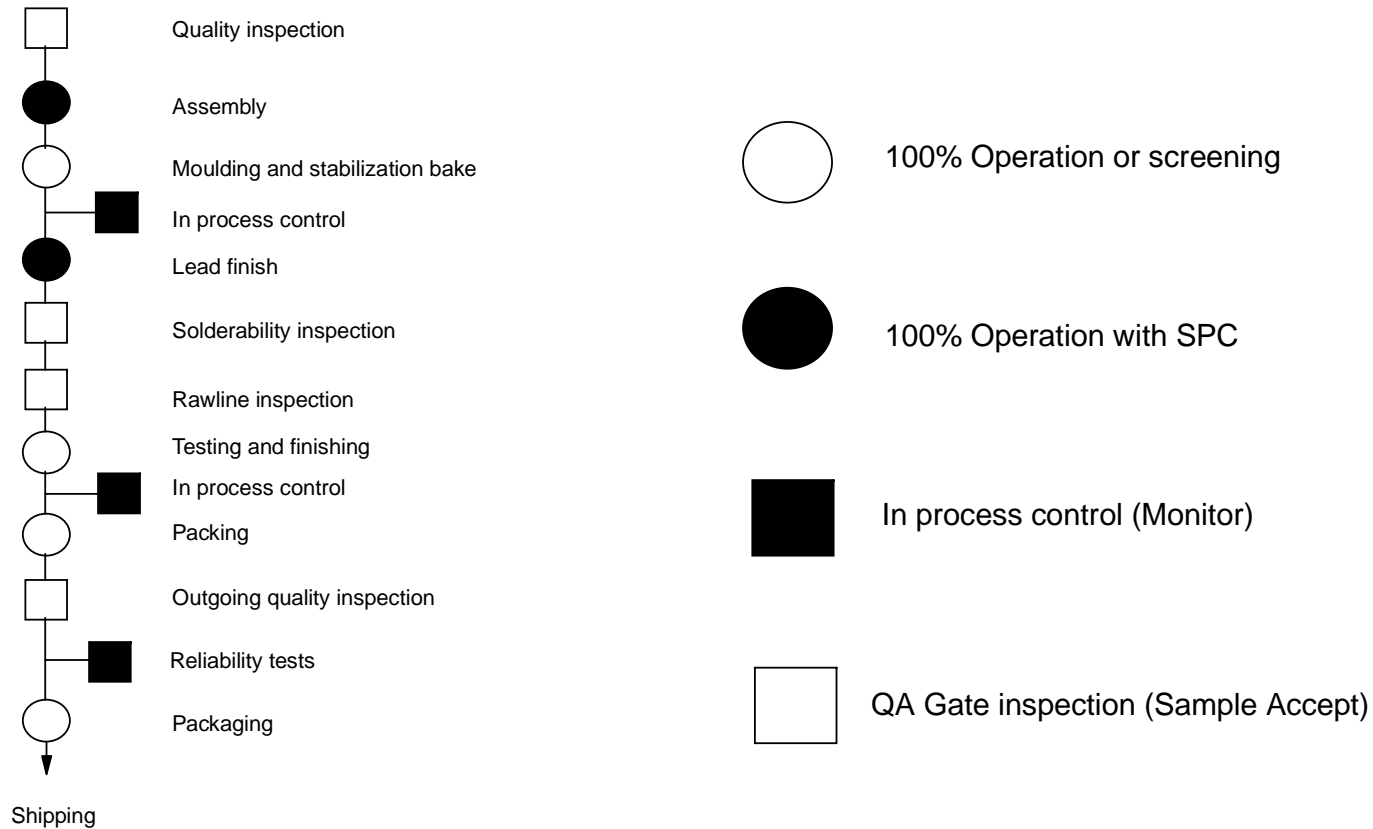 Quality inspection
Assembly
Moulding and stabilization bake
In process control
Lead finish
Solderability inspection
Rawline inspection
Testing and finishing
In process control
Packing
Outgoing quality inspection
Reliability tests
Packaging
Shipping
100% Operation or screening
100% Operation with SPC
In process control (Monitor)
QA Gate inspection (Sample Accept)